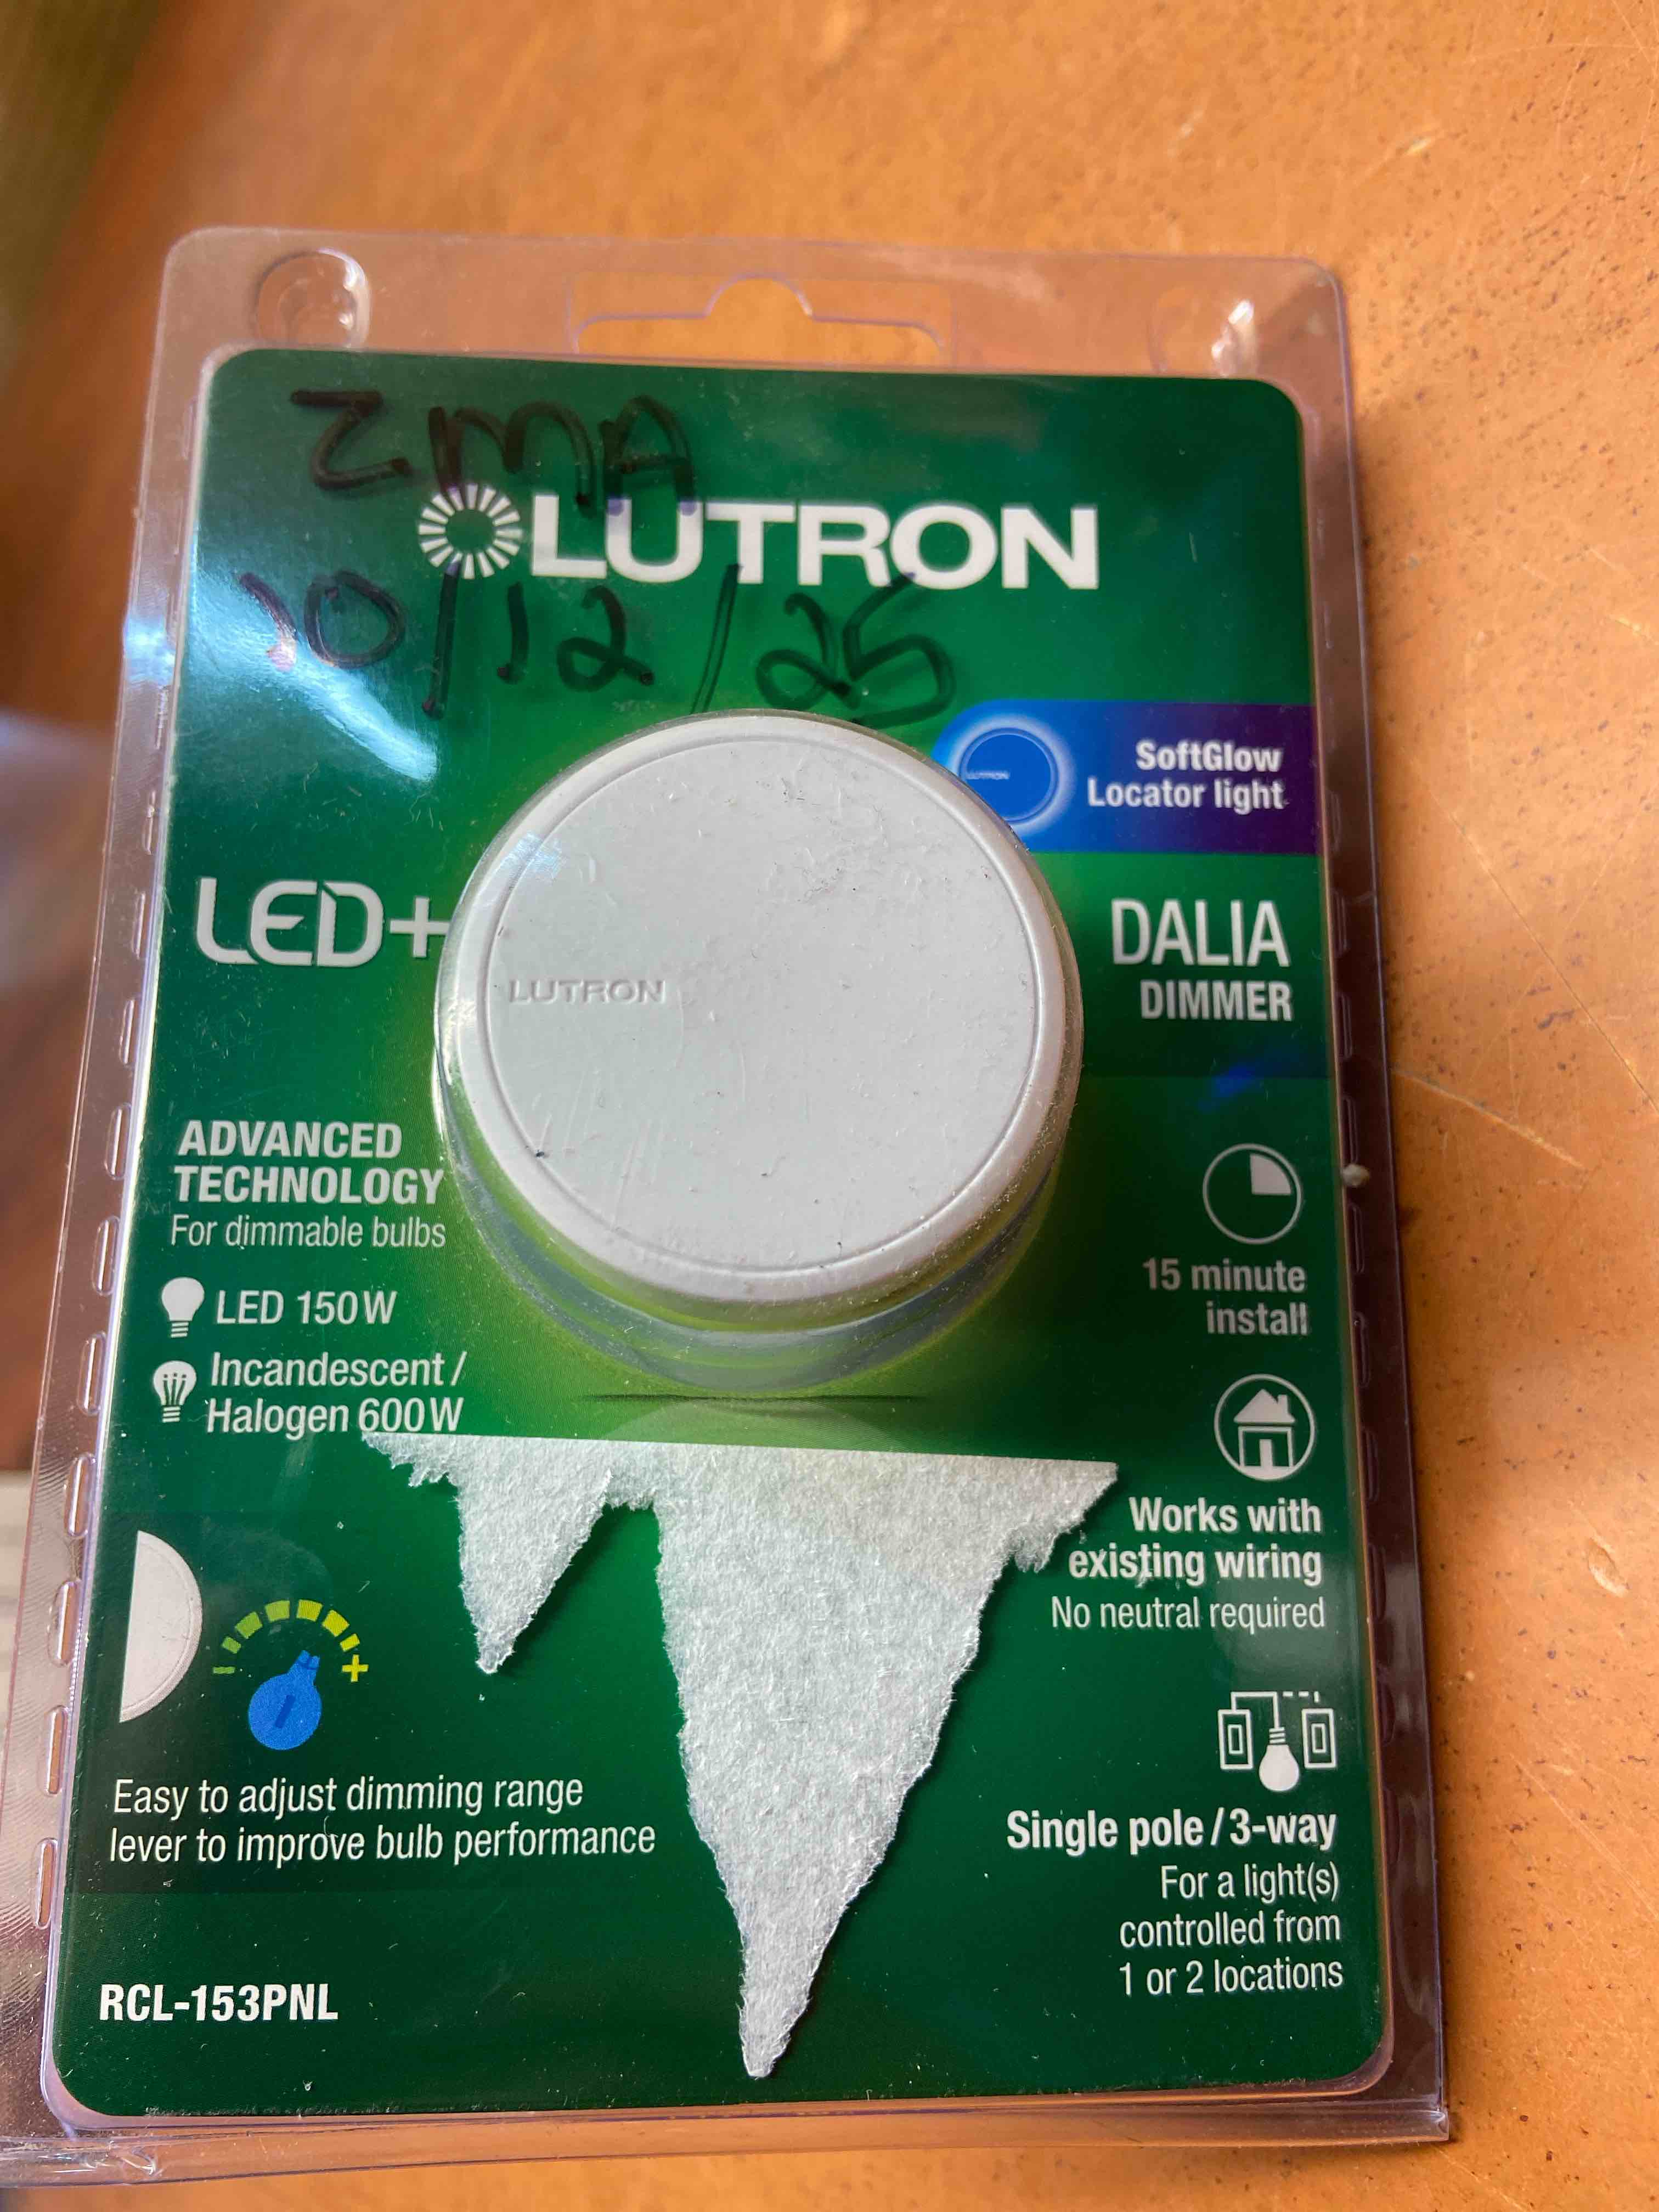 ZMA
LUTRON
10/12/25
LUTRON
SoftGlow
Locator light
LED+
DALIA
DIMMER
LUTRON
ADVANCED
TECHNOLOGY
For dimmable bulbs
LED 150W
Incandescent /
Halogen 600W
15 minute
install
Works with
existing wiring
No neutral required
- +
Easy to adjust dimming range
lever to improve bulb performance
Single pole / 3-way
For a light(s)
controlled from
1 or 2 locations
RCL-153PNL